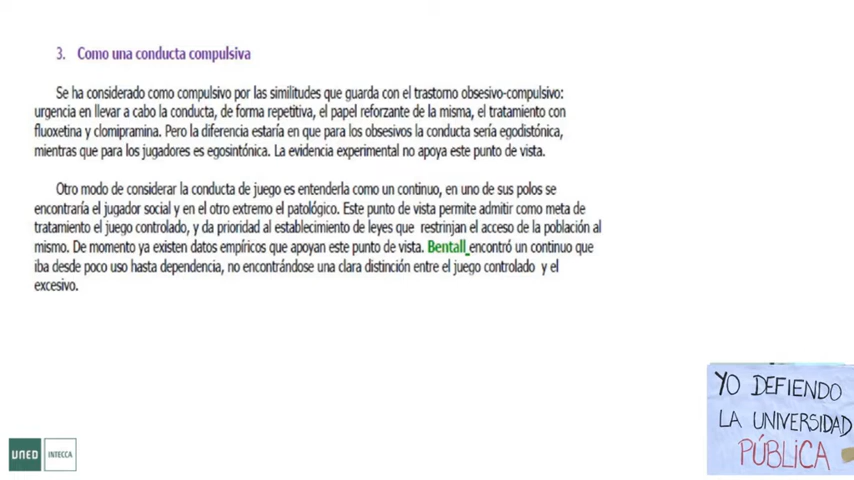 3. Como una conducta compulsiva
Se ha considerado como compulsivo por las similitudes que guarda con el trastorno obsesivo-compulsivo:
urgencia en llevar a cabo la conducta, de forma repetitiva, el papel reforzante de la misma, el tratamiento con
fluoxetina y clomipramina. Pero la diferencia estaría en que para los obsesivos la conducta sería egodistónica,
mientras que para los jugadores es egosintónica. La evidencia experimental no apoya este punto de vista.
Otro modo de considerar la conducta de juego es entenderla como un continuo, en uno de sus polos se
encontraría el jugador social y en el otro extremo el patológico. Este punto de vista permite admitir como meta de
tratamiento el juego controlado, y da prioridad al establecimiento de leyes que restrinjan el acceso de la población al
mismo. De momento ya existen datos empíricos que apoyan este punto de vista. Bentall encontró un continuo que
iba desde poco uso hasta dependencia, no encontrándose una clara distinción entre el juego controlado y el
excesivo.
YO DEFIENDO
LA UNIVERSIDAD
PÚBLICA
UNED INTECCA